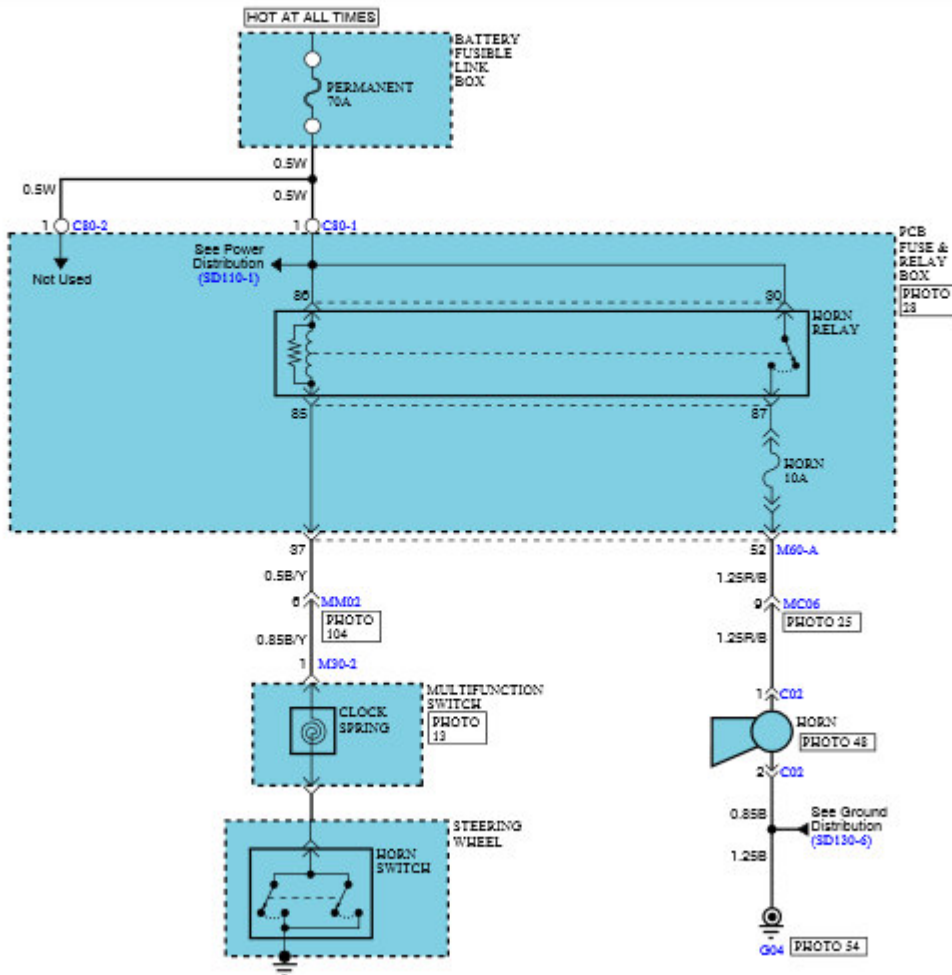 HOT AT ALL TIMES
BATTERY
FUSIBLE
LINK
BOX
PERMANENT
70A
0.5W
0.5W
0.5W
1 C80-2
1 C80-1
Not Used
See Power
Distribution
(SD110-1)
PCB
FUSE &
RELAY
BOX
PHOTO
28
86
30
HORN
RELAY
85
87
HORN
10A
37
52 M60-A
0.5B/Y
1.25R/B
6 MM02
PHOTO
104
9 MC06
PHOTO 25
0.85B/Y
1.25R/B
1 M30-2
MULTIFUNCTION
SWITCH
PHOTO
13
CLOCK
SPRING
1 C02
HORN
PHOTO 48
2 C02
0.85B
See Ground
Distribution
(SD130-6)
1.25B
STEERING
WHEEL
HORN
SWITCH
G04 PHOTO 54